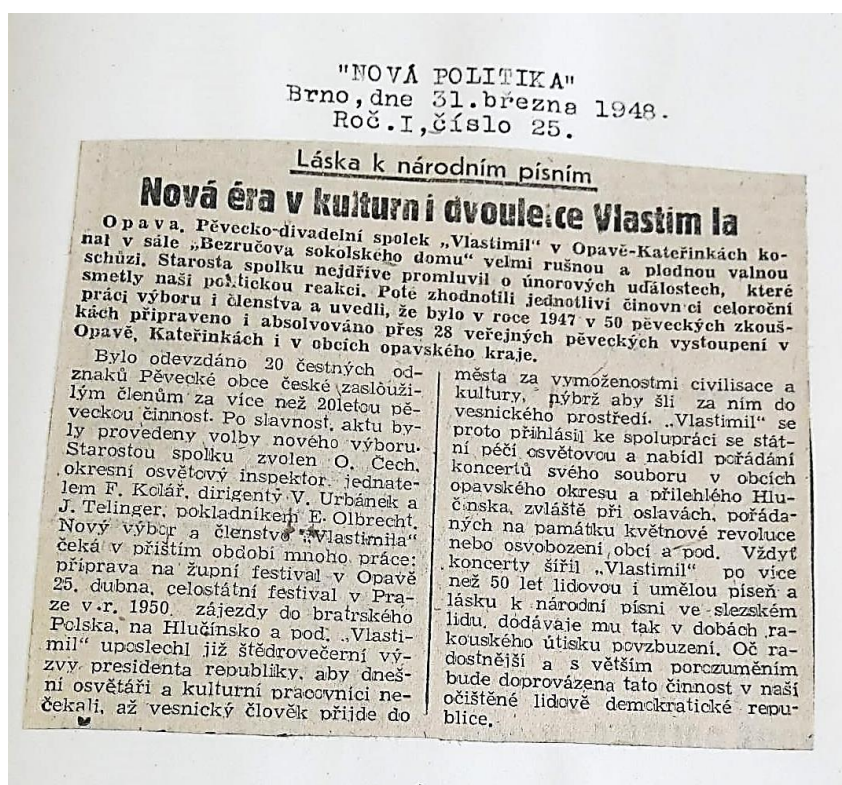 "NOVÁ POLITIKA"
Brno, dne 31. března 1948.
Roč. I, číslo 25.
Láska k národním písním
Nová éra v kulturní dvouletce Vlastimila
Opava. Pěvecko-divadelní spolek „Vlastimil“ v Opavě-Kateřinkách ko-
nal v sále „Bezručova sokolského domu“ velmi rušnou a plodnou valnou
schůzi. Starosta spolku nejdříve promluvil o únorových událostech, které
smetly naši politickou reakci. Poté zhodnotili jednotliví činovníci celoroční
práci výboru i členstva a uvedli, že bylo v roce 1947 v 50 pěveckých zkouš-
kách připraveno i absolvováno přes 28 veřejných pěveckých vystoupení v
Opavě, Kateřinkách i v obcích opavského kraje.
Bylo odevzdáno 20 čestných od-
znaků Pěvecké obce české zaslouži-
lým členům za více než 20letou pě-
veckou činnost. Po slavnost. aktu by-
ly provedeny volby nového výboru.
Starostou spolku zvolen O. Čech,
okresní osvětový inspektor, jednate-
lem F. Kolář, dirigenty V. Urbánek a
J. Telinger, pokladníkem E. Olbrecht.
Nový výbor a členstvo „Vlastimila“
čeká v příštím období mnoho práce:
příprava na župní festival v Opavě
25. dubna, celostátní festival v Pra-
ze v r. 1950, zájezdy do bratrského
Polska, na Hlučínsko a pod. „Vlasti-
mil“ uposlechl již štědrovečerní vý-
zvy presidenta republiky, aby dneš-
ní osvětáři a kulturní pracovníci ne-
čekali, až vesnický člověk přijde do
města za vymoženostmi civilisace a
kultury, nýbrž aby šli za ním do
vesnického prostředí. „Vlastimil“ se
proto přihlásil ke spolupráci se stát-
ní péčí osvětovou a nabídl pořádání
koncertů svého souboru v obcích
opavského okresu a přilehlého Hlu-
čínska, zvláště při oslavách, pořáda-
ných na památku květnové revoluce
nebo osvobození obcí a pod. Vždyť
koncerty šířil „Vlastimil“ po více
než 50 let lidovou i umělou píseň a
lásku k národní písni ve slezském
lidu, dodávaje mu tak v dobách ra-
kouského útisku povzbuzení. Oč ra-
dostnější a s větším porozuměním
bude doprovázena tato činnost v naší
očištěné lidově demokratické repu-
blice.